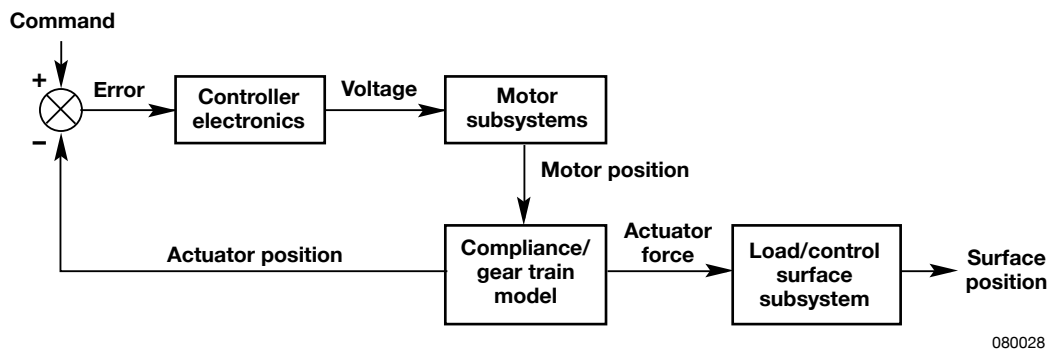 Command
+
Error
Controller
electronics
Voltage
Motor
subsystems
−
Motor position
Actuator position
Compliance/
gear train
model
Actuator
force
Load/control
surface
subsystem
Surface
position
080028